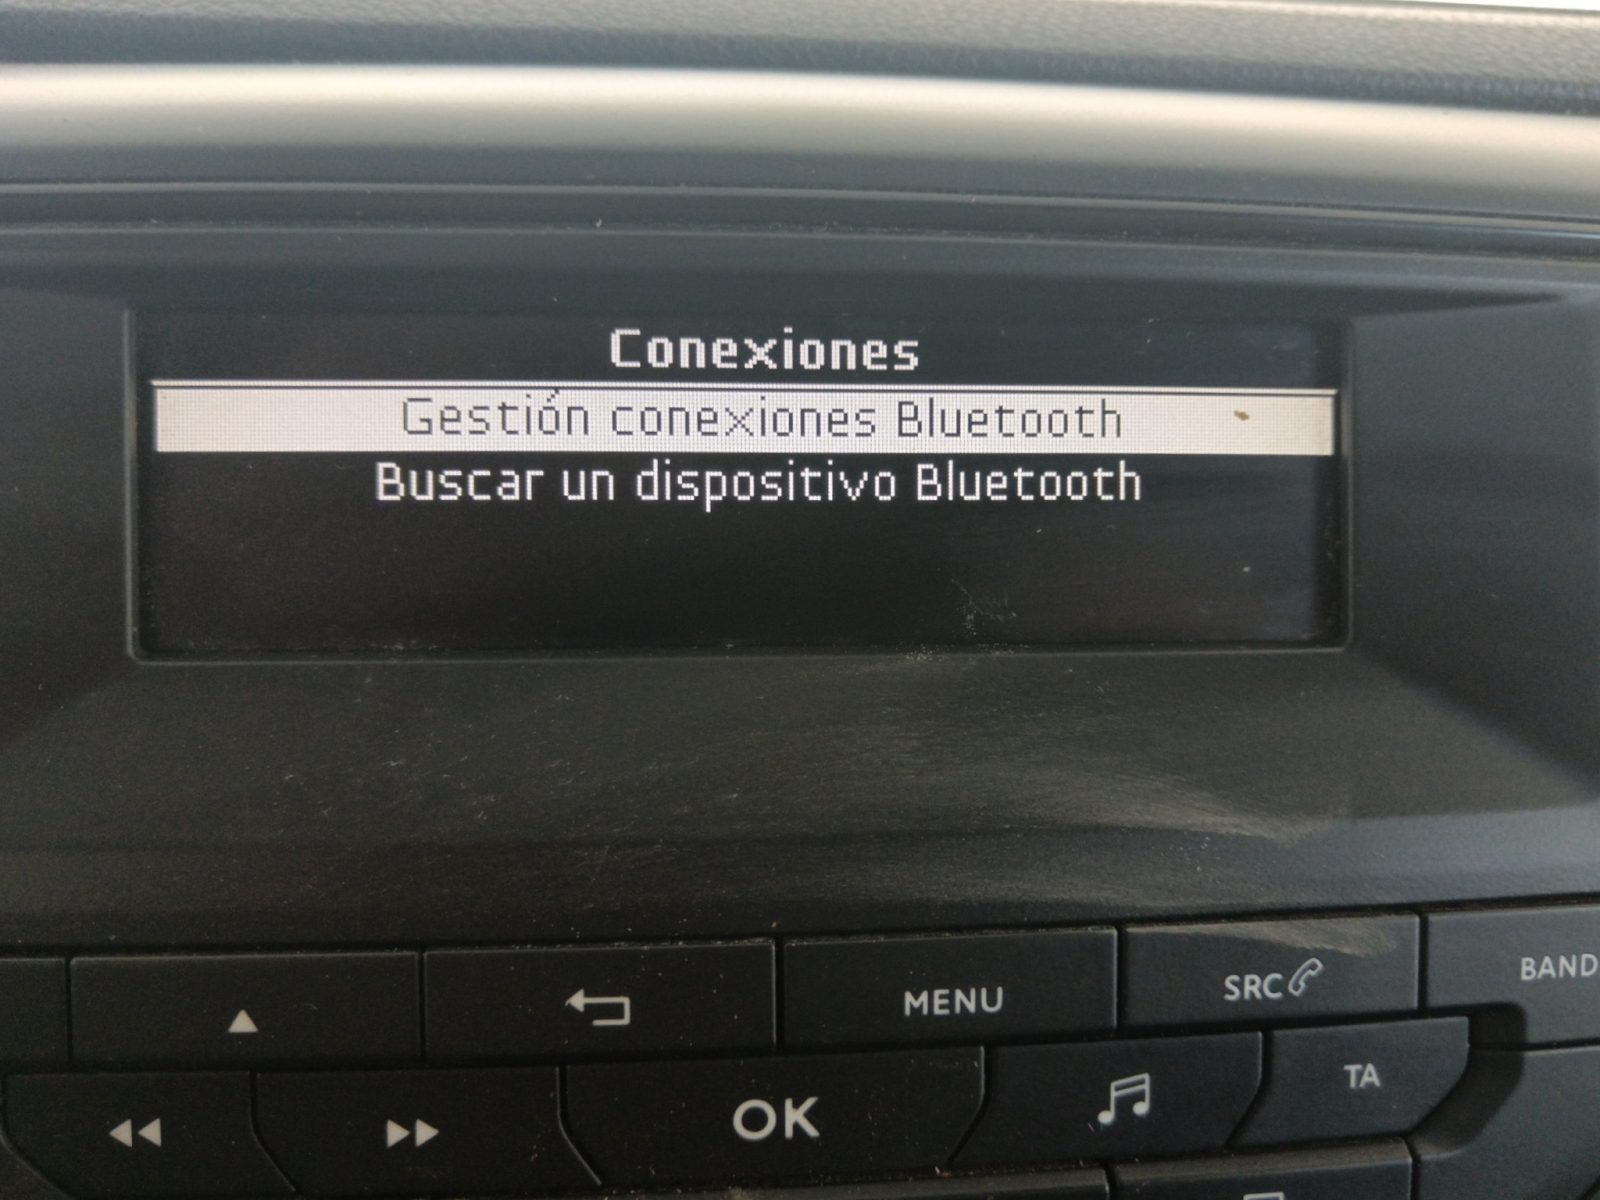 Conexiones
Gestión conexiones Bluetooth
Buscar un dispositivo Bluetooth
MENU
SRC
BAND
OK
TA